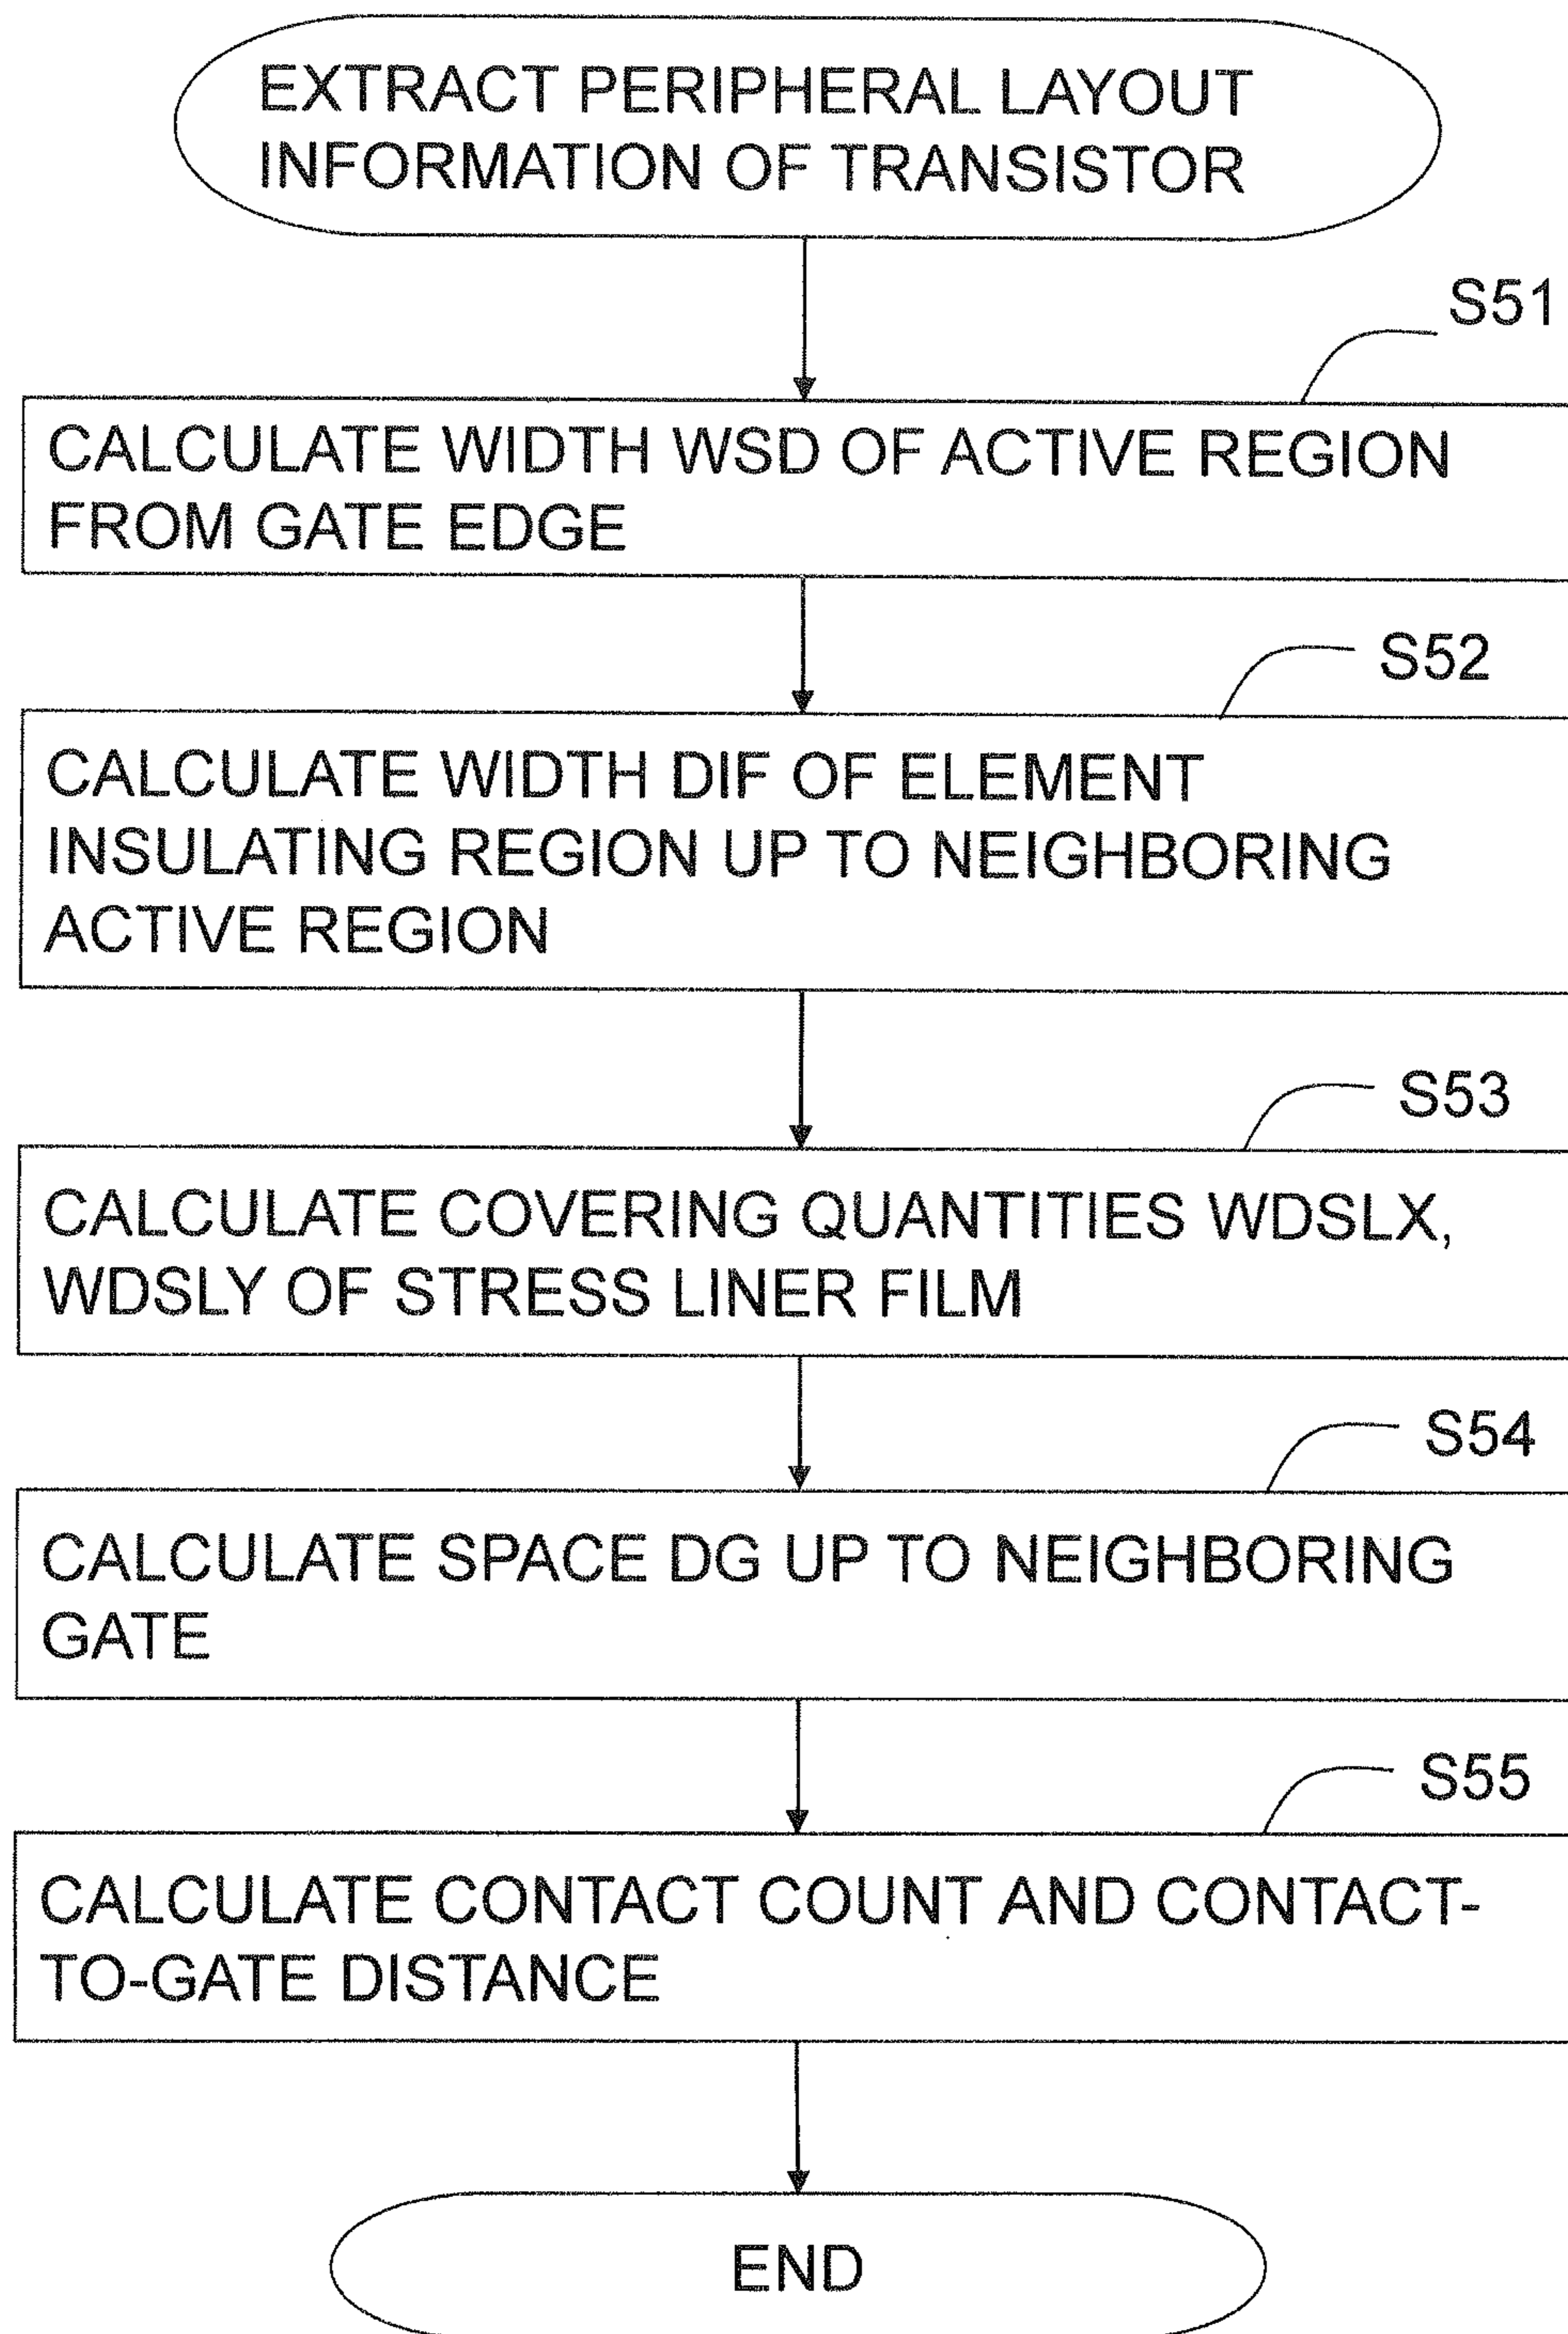 EXTRACT PERIPHERAL LAYOUT
INFORMATION OF TRANSISTOR
S51
CALCULATE WIDTH WSD OF ACTIVE REGION
FROM GATE EDGE
S52
CALCULATE WIDTH DIF OF ELEMENT
INSULATING REGION UP TO NEIGHBORING
ACTIVE REGION
S53
CALCULATE COVERING QUANTITIES WDSLX,
WDSLY OF STRESS LINER FILM
S54
CALCULATE SPACE DG UP TO NEIGHBORING
GATE
S55
CALCULATE CONTACT COUNT AND CONTACT-
TO-GATE DISTANCE
END